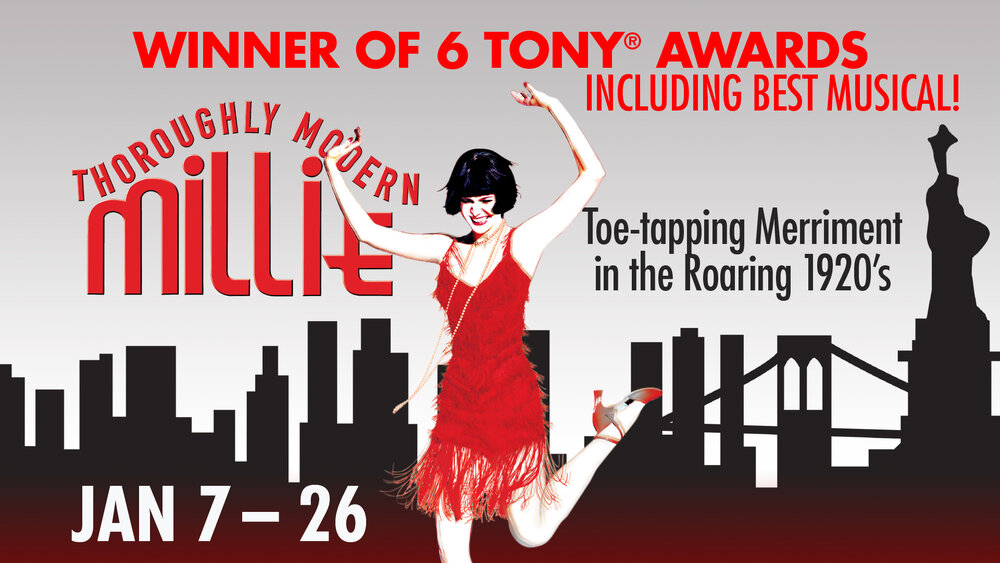 WINNER OF 6 TONY® AWARDS
INCLUDING BEST MUSICAL!
THOROUGHLY MODERN
Millie
Toe-tapping Merriment
in the Roaring 1920's
JAN 7 – 26